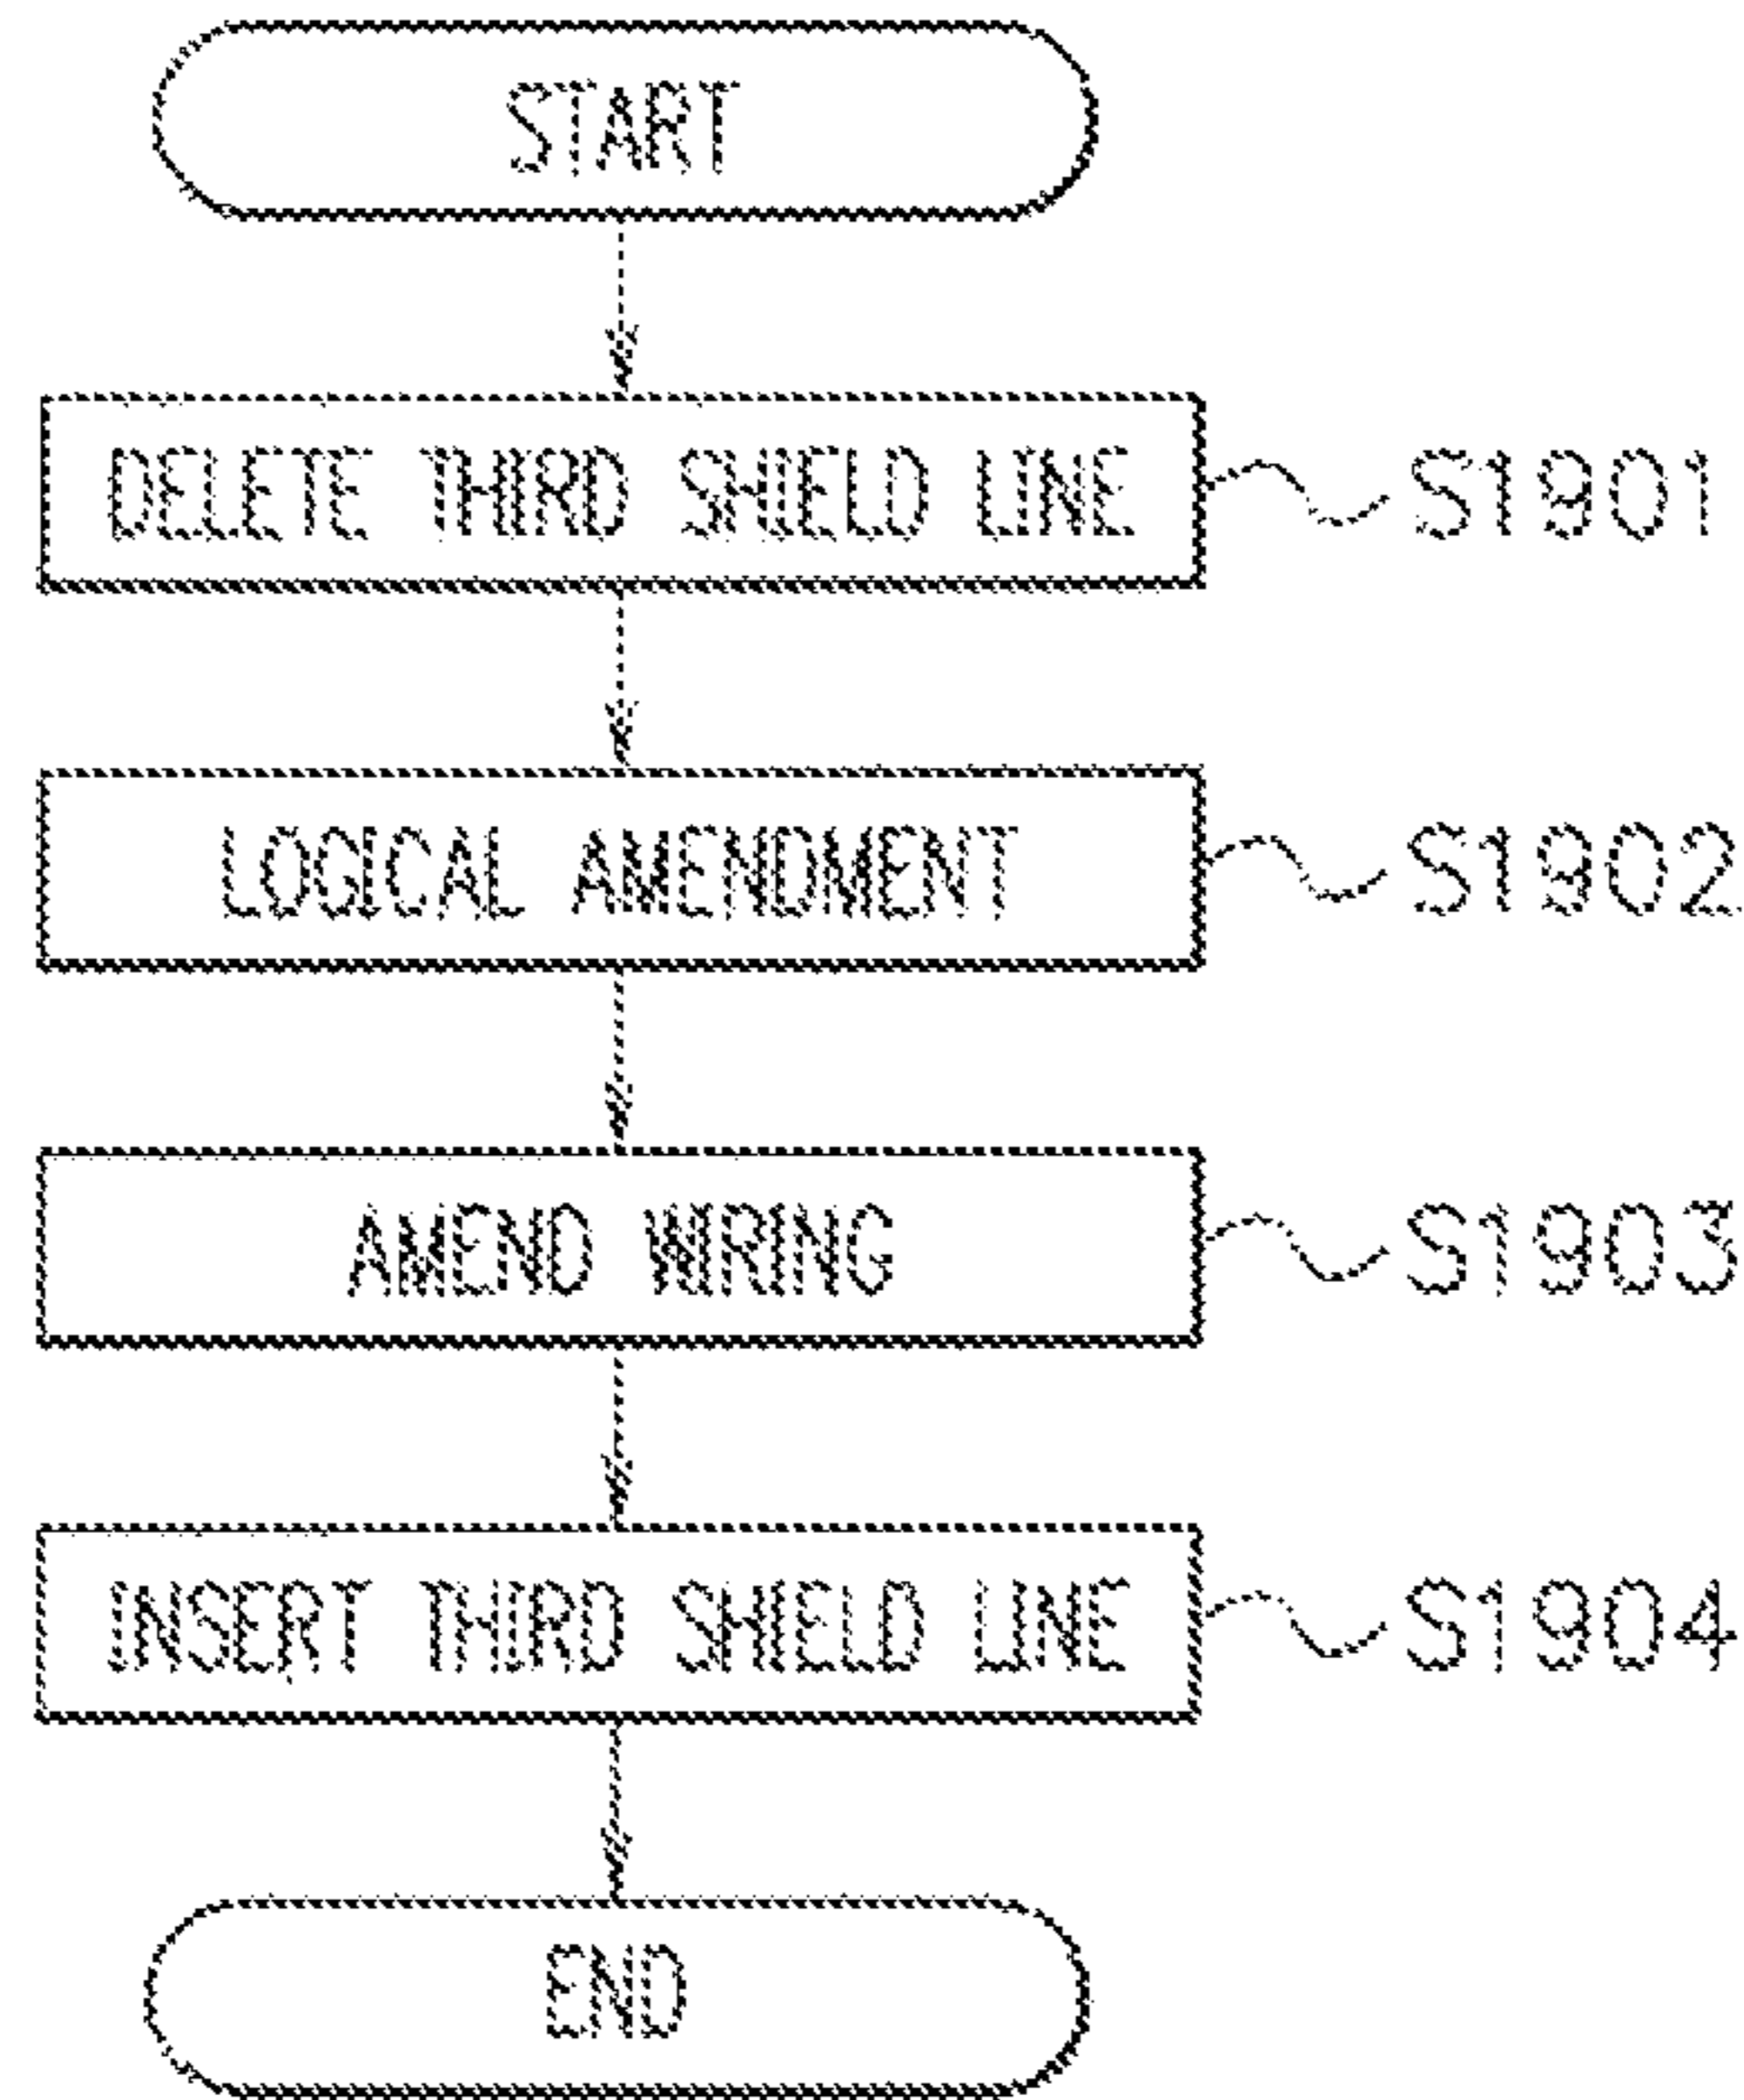 START
DELETE THIRD SHIELD LINE S1901
LOGICAL AMENDMENT S1902
AMEND WIRING S1903
INSERT THIRD SHIELD LINE S1904
END